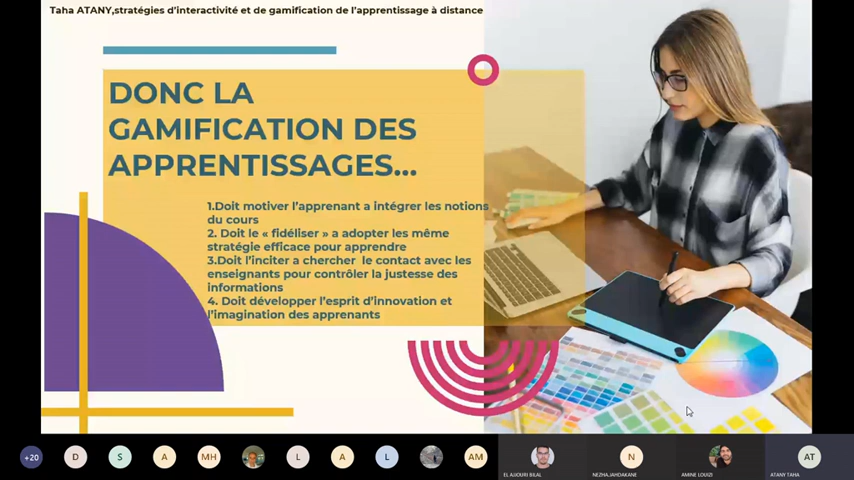 Taha ATANY,stratégies d'interactivité et de gamification de l'apprentissage à distance
DONC LA
GAMIFICATION DES
APPRENTISSAGES...
1.Doit motiver l'apprenant a intégrer les notions
du cours
2. Doit le « fidéliser » a adopter les même
stratégie efficace pour apprendre
3.Doit l'inciter a chercher le contact avec les
enseignants pour contrôler la justesse des
informations
4. Doit développer l'esprit d'innovation et
l'imagination des apprenants
+20 D S A MH L A L AM N AT
EL AJOURI BILAL NEZHAJAHDAKANE AMINE LOUIZI ATANY TAHA